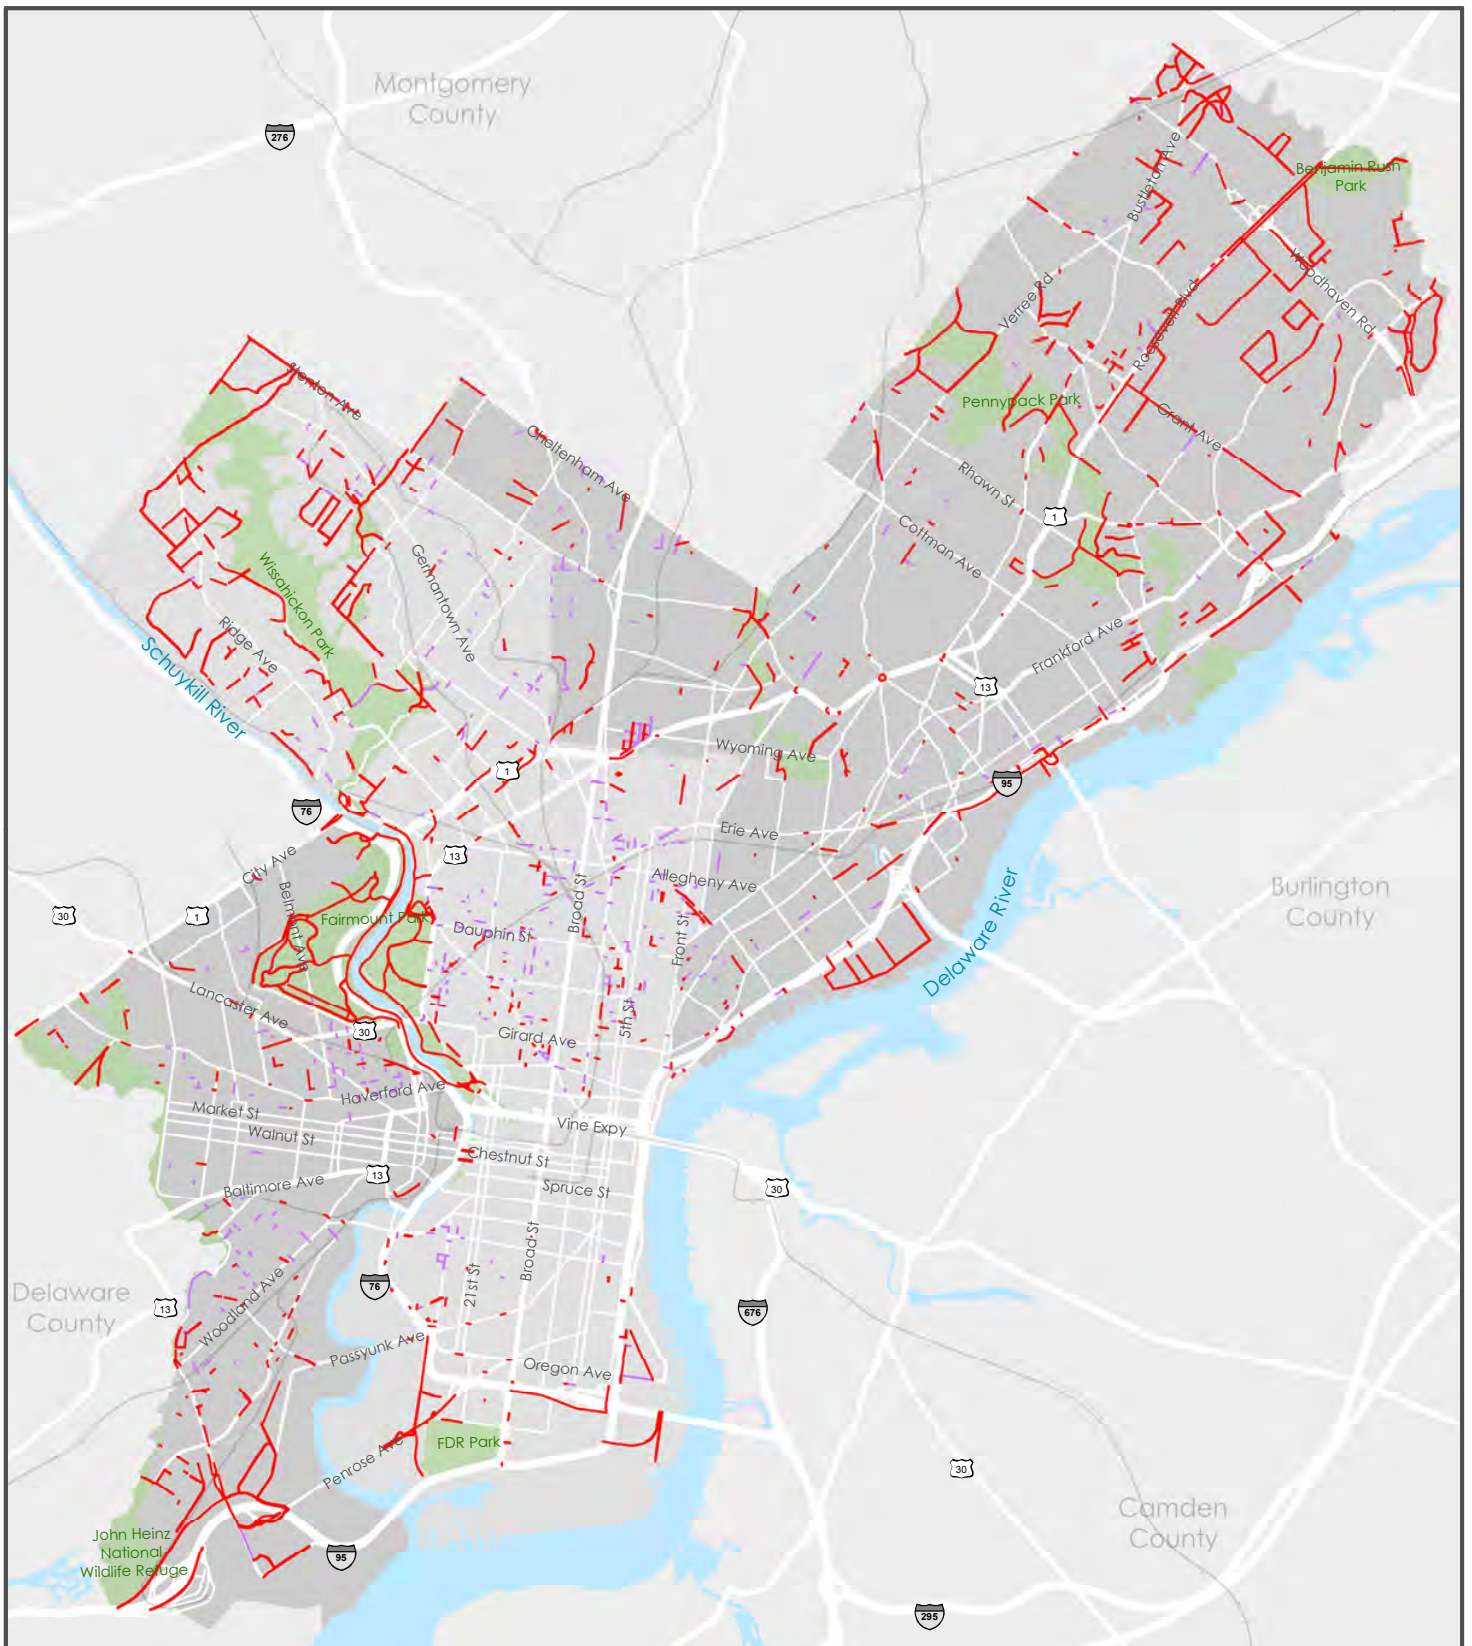 Montgomery
County
276
Bustleton Ave
Benjamin Rush
Park
Woodhaven Rd
Verree Rd
Roosevelt Blvd
Stenton Ave
Pennypack Park
Grant Ave
Cheltenham Ave
Rhawn St
1
Cottman Ave
Wissahickon Park
Germantown Ave
Ridge Ave
Frankford Ave
Schuykill River
13
Wyoming Ave
1
95
76
Erie Ave
City Ave
13
Allegheny Ave
Belmont Ave
Broad St
Burlington
County
30
1
Fairmount Park
Dauphin St
Front St
Delaware River
Lancaster Ave
30
5th St
Girard Ave
Haverford Ave
Market St
Vine Expy
Walnut St
Chestnut St
13
Baltimore Ave
Spruce St
30
Broad St
21st St
76
Delaware
County
13
Woodland Ave
676
Passyunk Ave
Oregon Ave
FDR Park
Penrose Ave
30
Camden
County
John Heinz
National
Wildlife Refuge
95
295